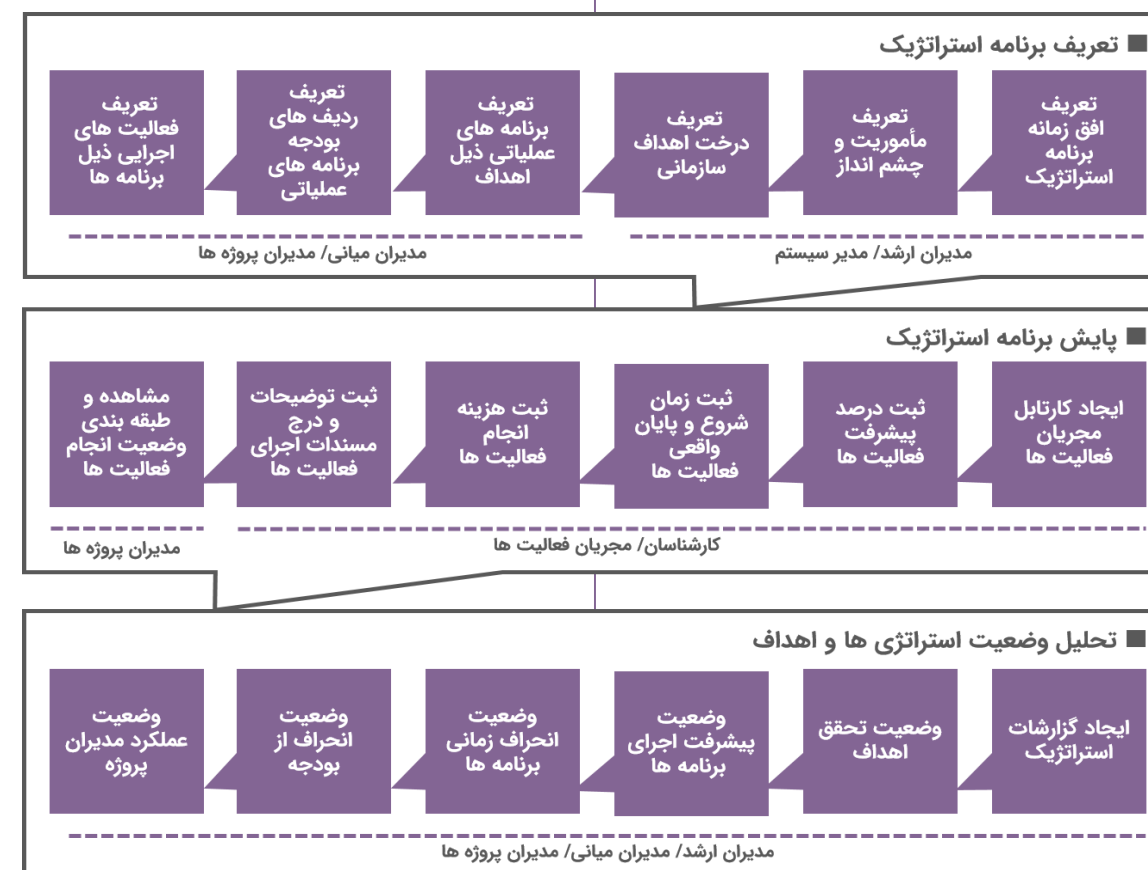 تعریف برنامه استراتژیک
تعریف
افق زمانه
برنامه
استراتژیک
تعریف
مأموریت و
چشم انداز
تعریف
درخت اهداف
سازمانی
تعریف
برنامه های
عملیاتی ذیل
اهداف
تعریف
ردیف های
بودجه
برنامه های
عملیاتی
تعریف
فعالیت های
اجرایی ذیل
برنامه ها
مدیران ارشد/ مدیر سیستم
مدیران میانی/ مدیران پروژه ها
پایش برنامه استراتژیک
ایجاد کارتابل
مجریان
فعالیت ها
ثبت درصد
پیشرفت
فعالیت ها
ثبت زمان
شروع و پایان
واقعی
فعالیت ها
ثبت هزینه
انجام
فعالیت ها
ثبت توضیحات
و درج
مسندات اجرای
فعالیت ها
مشاهده و
طبقه بندی
وضعیت انجام
فعالیت ها
کارشناسان/ مجریان فعالیت ها
مدیران پروژه ها
تحلیل وضعیت استراتژی ها و اهداف
ایجاد گزارشات
استراتژیک
وضعیت تحقق
اهداف
وضعیت
پیشرفت اجرای
برنامه ها
وضعیت
انحراف زمانی
برنامه ها
وضعیت
انحراف از
بودجه
وضعیت
عملکرد مدیران
پروژه
مدیران ارشد/ مدیران میانی/ مدیران پروژه ها